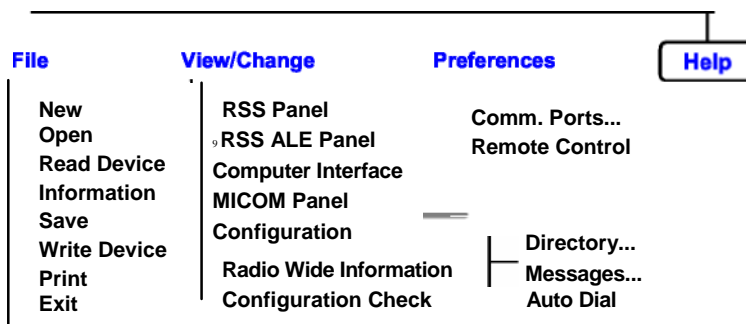 File
View/Change
Preferences
Help
New
Open
Read Device
Information
Save
Write Device
Print
Exit
RSS Panel
9 RSS ALE Panel
Computer Interface
MICOM Panel
Configuration
Radio Wide Information
Configuration Check
Comm. Ports...
Remote Control
Directory...
Messages...
Auto Dial